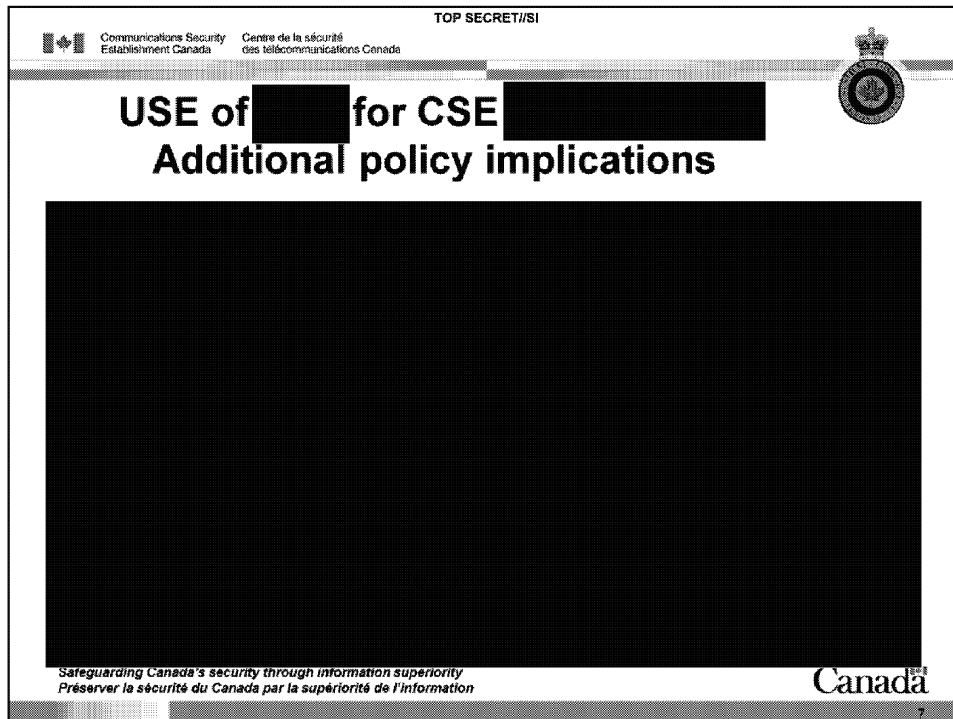 TOP SECRET//SI
Communications Security Centre de la sécurité
Establishment Canada des télécommunications Canada
USE of for CSE
Additional policy implications
Safeguarding Canada's security through information superiority
Préserver la sécurité du Canada par la supériorité de l'information
Canada
7